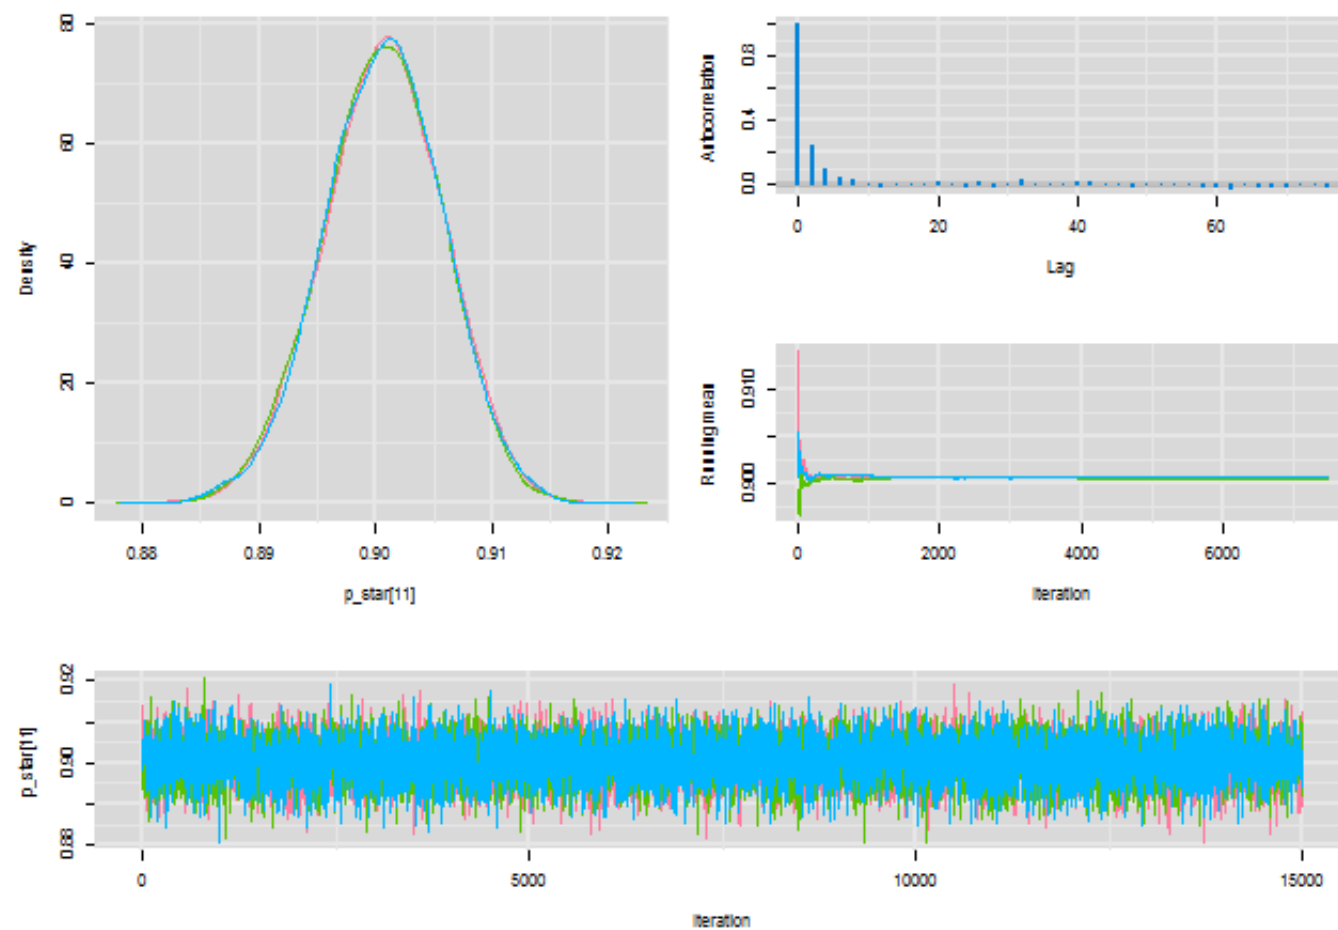 80
60
40
20
0
Density
0.88 0.89 0.90 0.91 0.92
p_star[11]
0.8
0.4
0.0
Autocorrelation
0 20 40 60
Lag
0.910
0.900
Running mean
0 2000 4000 6000
Iteration
0.92
0.90
0.88
p_star[11]
0 5000 10000 15000
Iteration